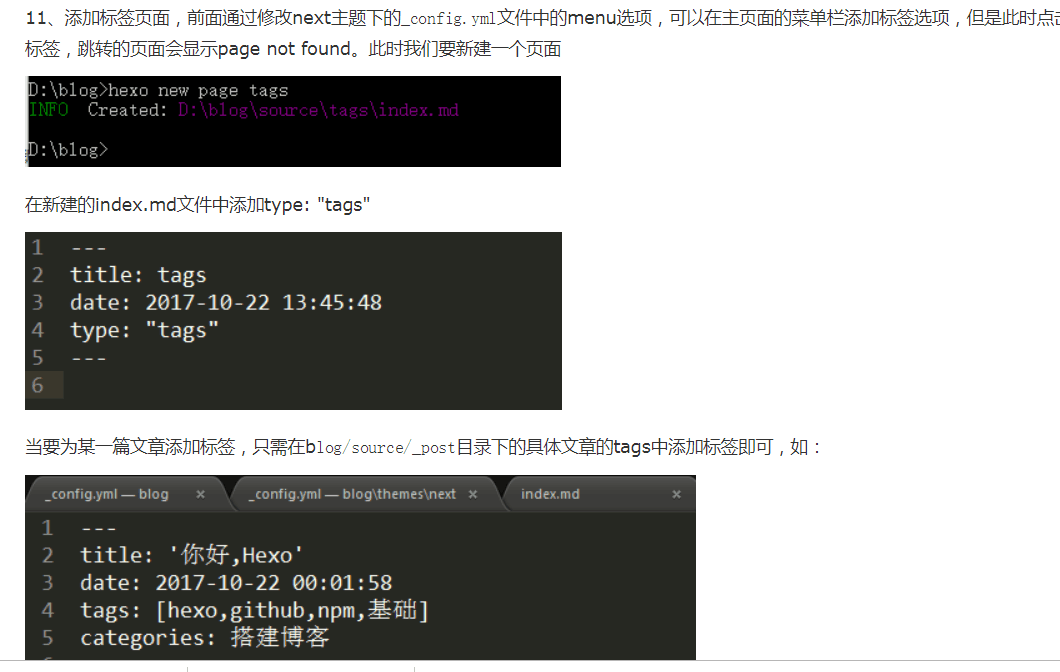 11、添加标签页面，前面通过修改next主题下的_config.yml文件中的menu选项，可以在主页面的菜单栏添加标签选项，但是此时点击
标签，跳转的页面会显示page not found。此时我们要新建一个页面
D:\blog>hexo new page tags
INFO  Created: D:\blog\source\tags\index.md
D:\blog>
在新建的index.md文件中添加type: "tags"
1 ---
2 title: tags
3 date: 2017-10-22 13:45:48
4 type: "tags"
5 ---
6
当要为某一篇文章添加标签，只需在blog/source/_post目录下的具体文章的tags中添加标签即可，如：
_config.yml — blog × _config.yml — blog\themes\next × index.md ×
1 ---
2 title: '你好,Hexo'
3 date: 2017-10-22 00:01:58
4 tags: [hexo,github,npm,基础]
5 categories: 搭建博客